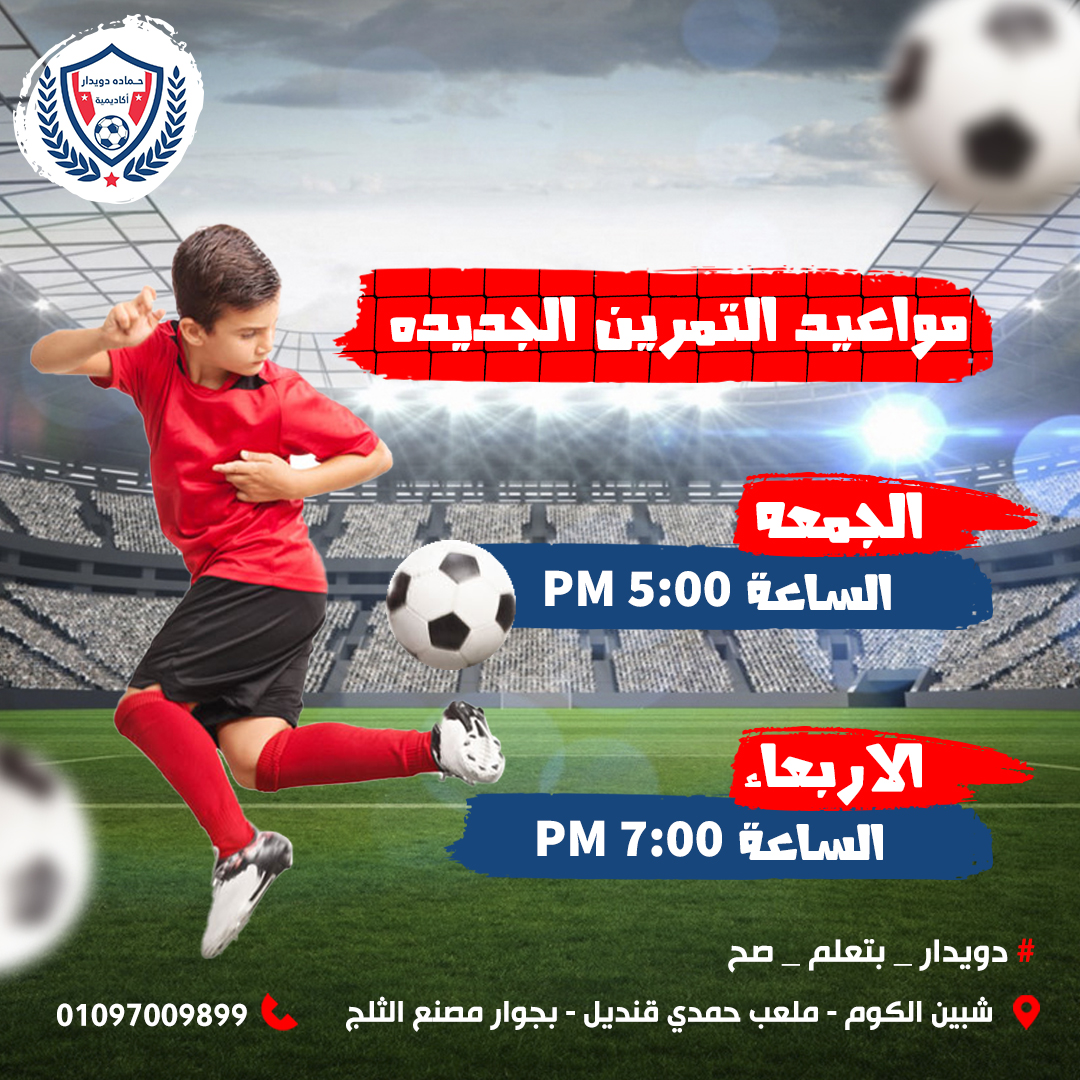 حماده دويدار
أكاديمية
مواعيد التمرين الجديده
الجمعه
الساعة 5:00 PM
الاربعاء
الساعة 7:00 PM
# دويدار _ بتعلم _ صح
شبين الكوم - ملعب حمدي قنديل - بجوار مصنع الثلج
01097009899